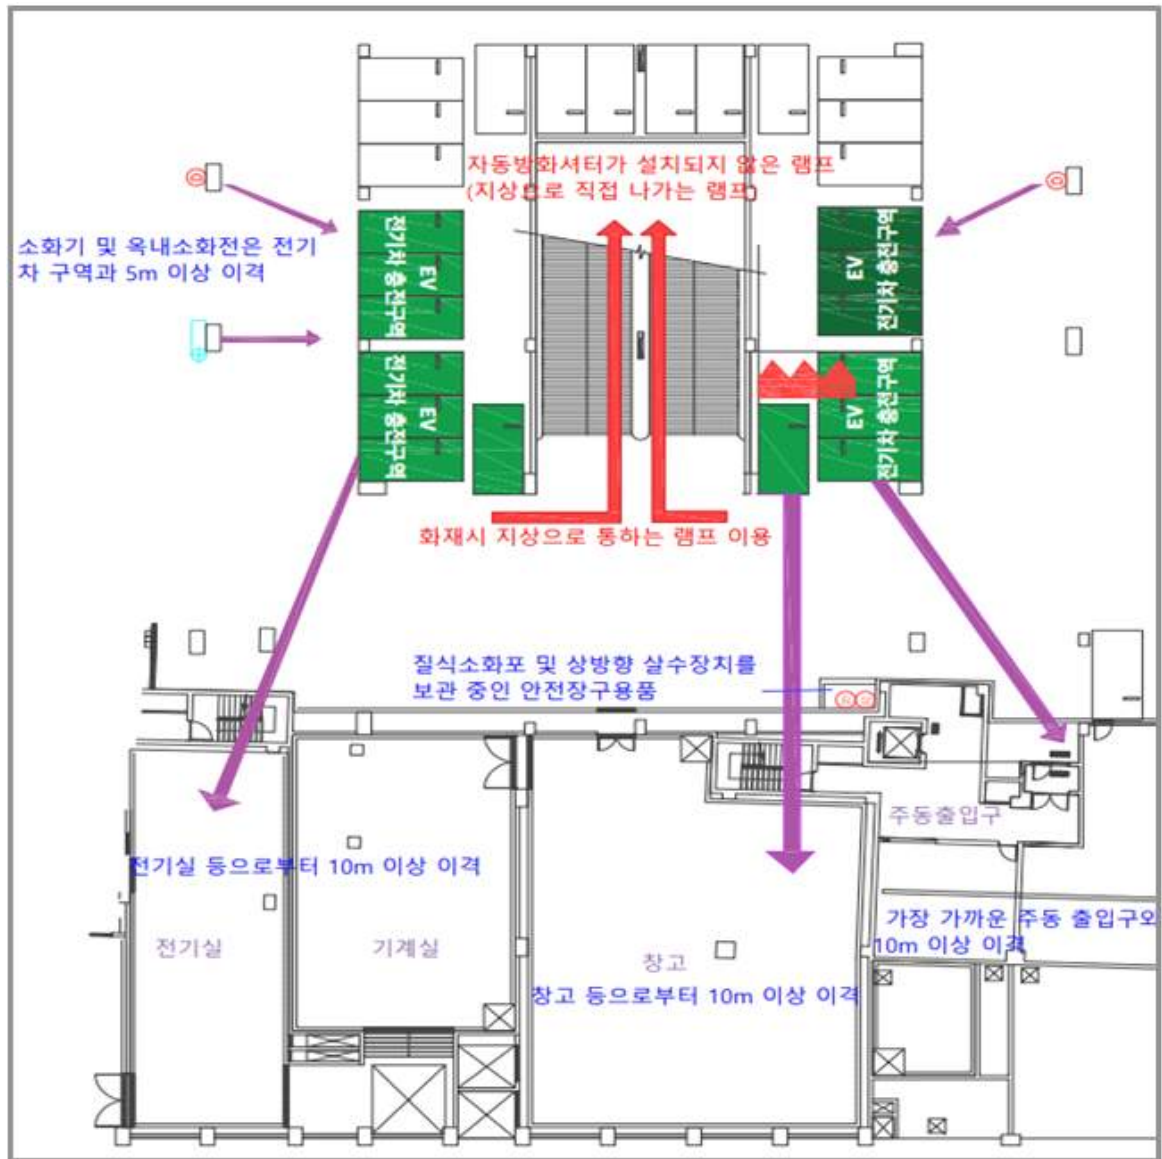 자동방화셔터가 설치되지 않은 램프
(지상으로 직접 나가는 램프)
소화기 및 옥내소화전은 전기
차 구역과 5m 이상 이격
전기차 충전구역
EV
EV
전기차 충전구역
전기차 충전구역
EV
EV
전기차 충전구역
화재시 지상으로 통하는 램프 이용
질식소화포 및 상방향 살수장치를
보관 중인 안전장구용품
주동출입구
전기실 등으로부터 10m 이상 이격
가장 가까운 주동 출입구와
10m 이상 이격
전기실
기계실
창고
창고 등으로부터 10m 이상 이격